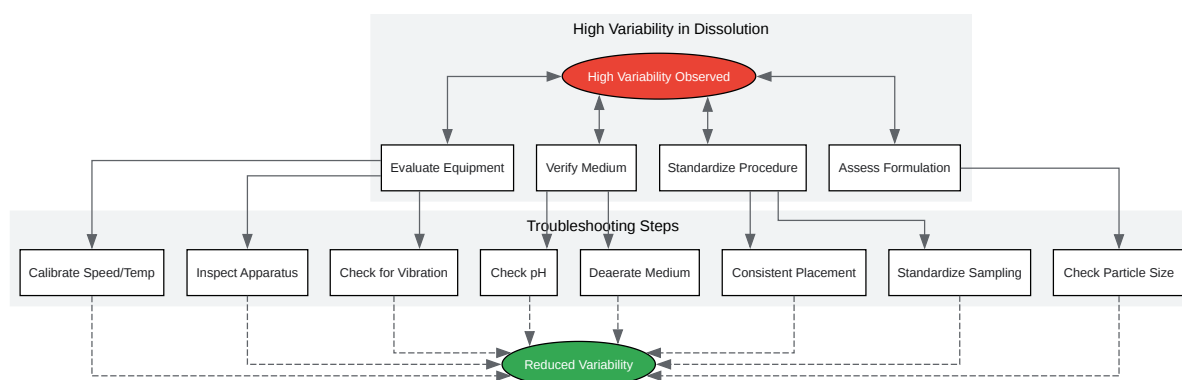 High Variability in Dissolution
High Variability Observed
Evaluate Equipment
Verify Medium
Standardize Procedure
Assess Formulation
Troubleshooting Steps
Calibrate Speed/Temp
Inspect Apparatus
Check for Vibration
Check pH
Deaerate Medium
Consistent Placement
Standardize Sampling
Check Particle Size
Reduced Variability